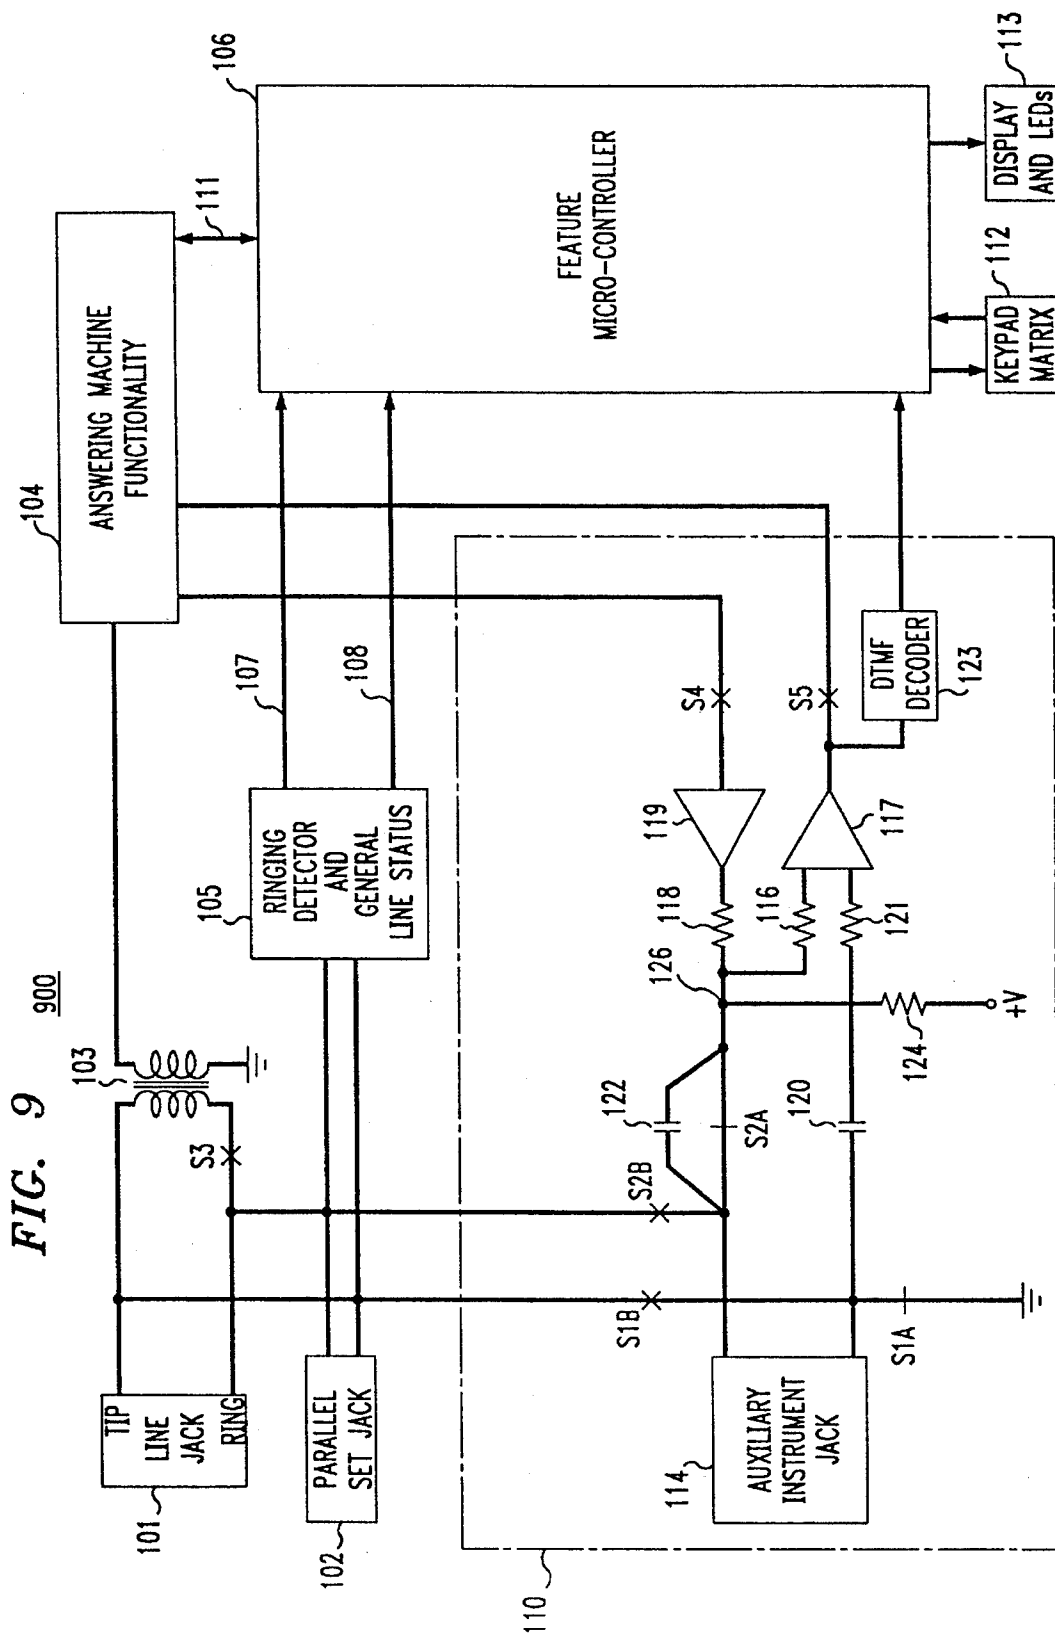 FIG. 9
900
TIP
LINE
JACK
RING
101
PARALLEL
SET JACK
102
103
S3
104
ANSWERING MACHINE
FUNCTIONALITY
105
RINGING
DETECTOR
AND
GENERAL
LINE STATUS
107
108
111
106
FEATURE
MICRO-CONTROLLER
KEYPAD
MATRIX
112
DISPLAY
AND LEDs
113
110
114
AUXILIARY
INSTRUMENT
JACK
S1B
S1A
S2B
S2A
122
120
126
124
+V
118
116
121
119
117
S4
S5
DTMF
DECODER
123